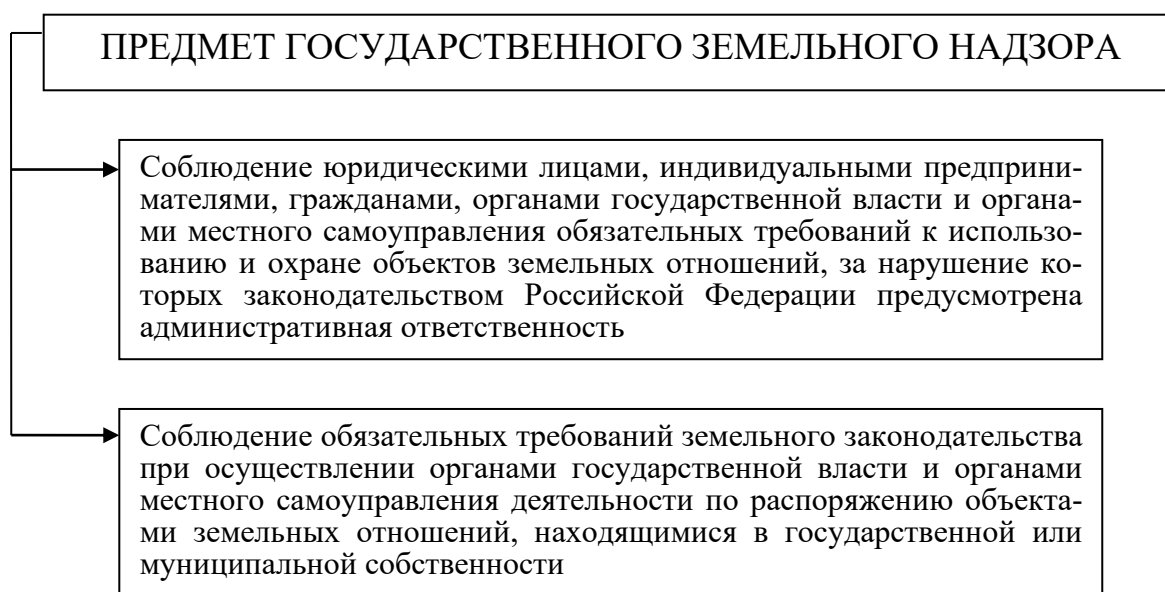 ПРЕДМЕТ ГОСУДАРСТВЕННОГО ЗЕМЕЛЬНОГО НАДЗОРА
Соблюдение юридическими лицами, индивидуальными предприни-
мателями, гражданами, органами государственной власти и органа-
ми местного самоуправления обязательных требований к использо-
ванию и охране объектов земельных отношений, за нарушение ко-
торых законодательством Российской Федерации предусмотрена
административная ответственность
Соблюдение обязательных требований земельного законодательства
при осуществлении органами государственной власти и органами
местного самоуправления деятельности по распоряжению объекта-
ми земельных отношений, находящимися в государственной или
муниципальной собственности